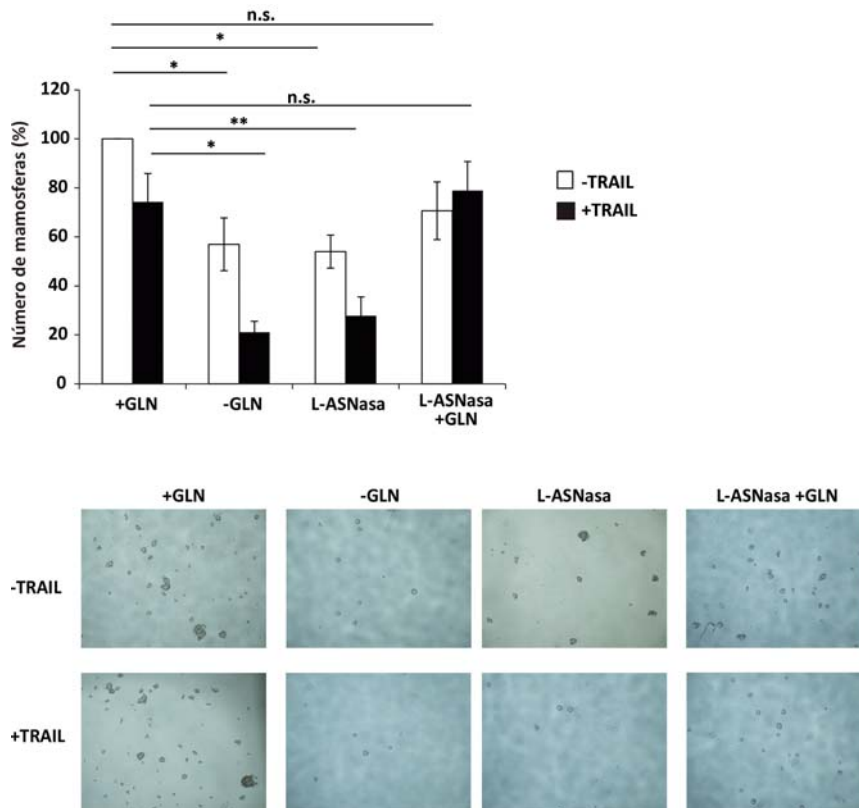 n.s.
*
*
n.s.
**
*
120
100
80
60
40
20
0
Número de mamosferas (%)
-TRAIL
+TRAIL
+GLN
-GLN
L-ASNasa
L-ASNasa
+GLN
+GLN
-GLN
L-ASNasa
L-ASNasa +GLN
-TRAIL
+TRAIL